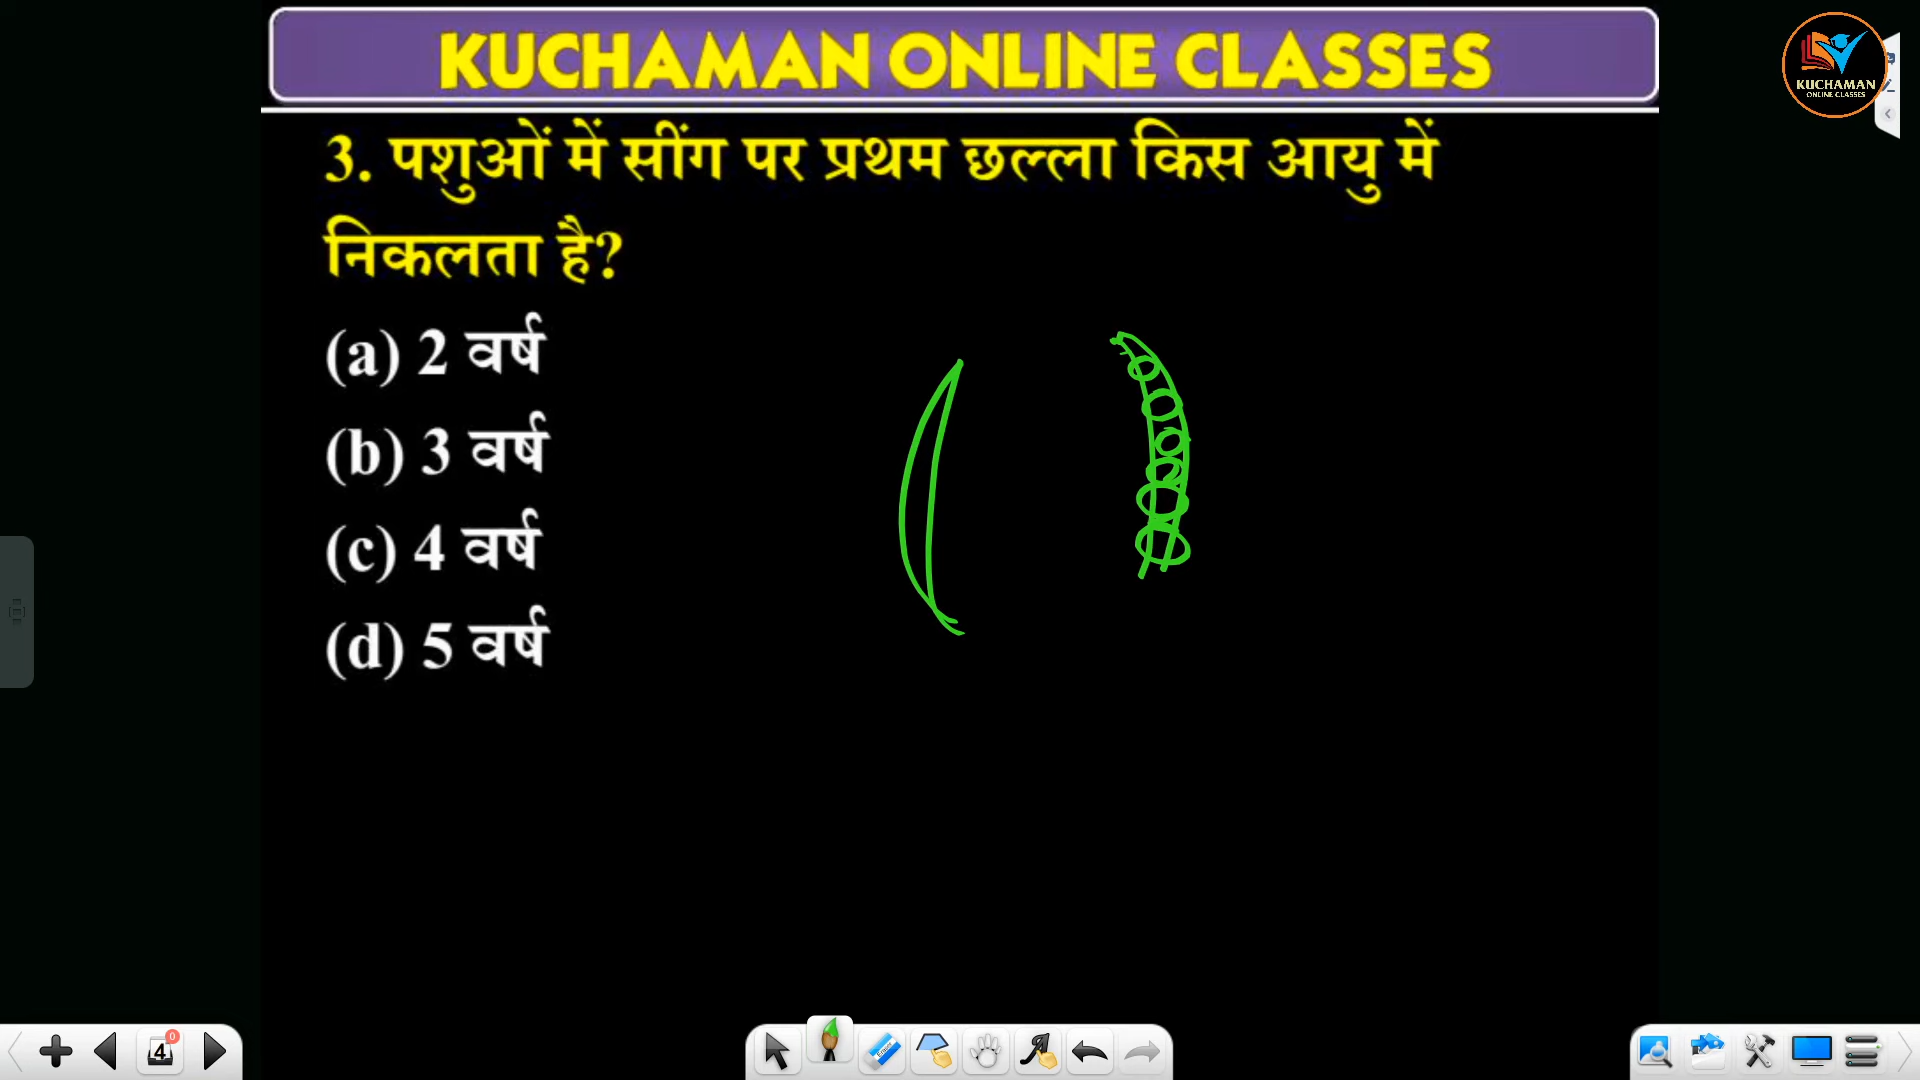 KUCHAMAN ONLINE CLASSES
KUCHAMAN
ONLINE CLASSES
3. पशुओं में सींग पर प्रथम छल्ला किस आयु में
निकलता है?
(a) 2 वर्ष
(b) 3 वर्ष
(c) 4 वर्ष
(d) 5 वर्ष
4
0